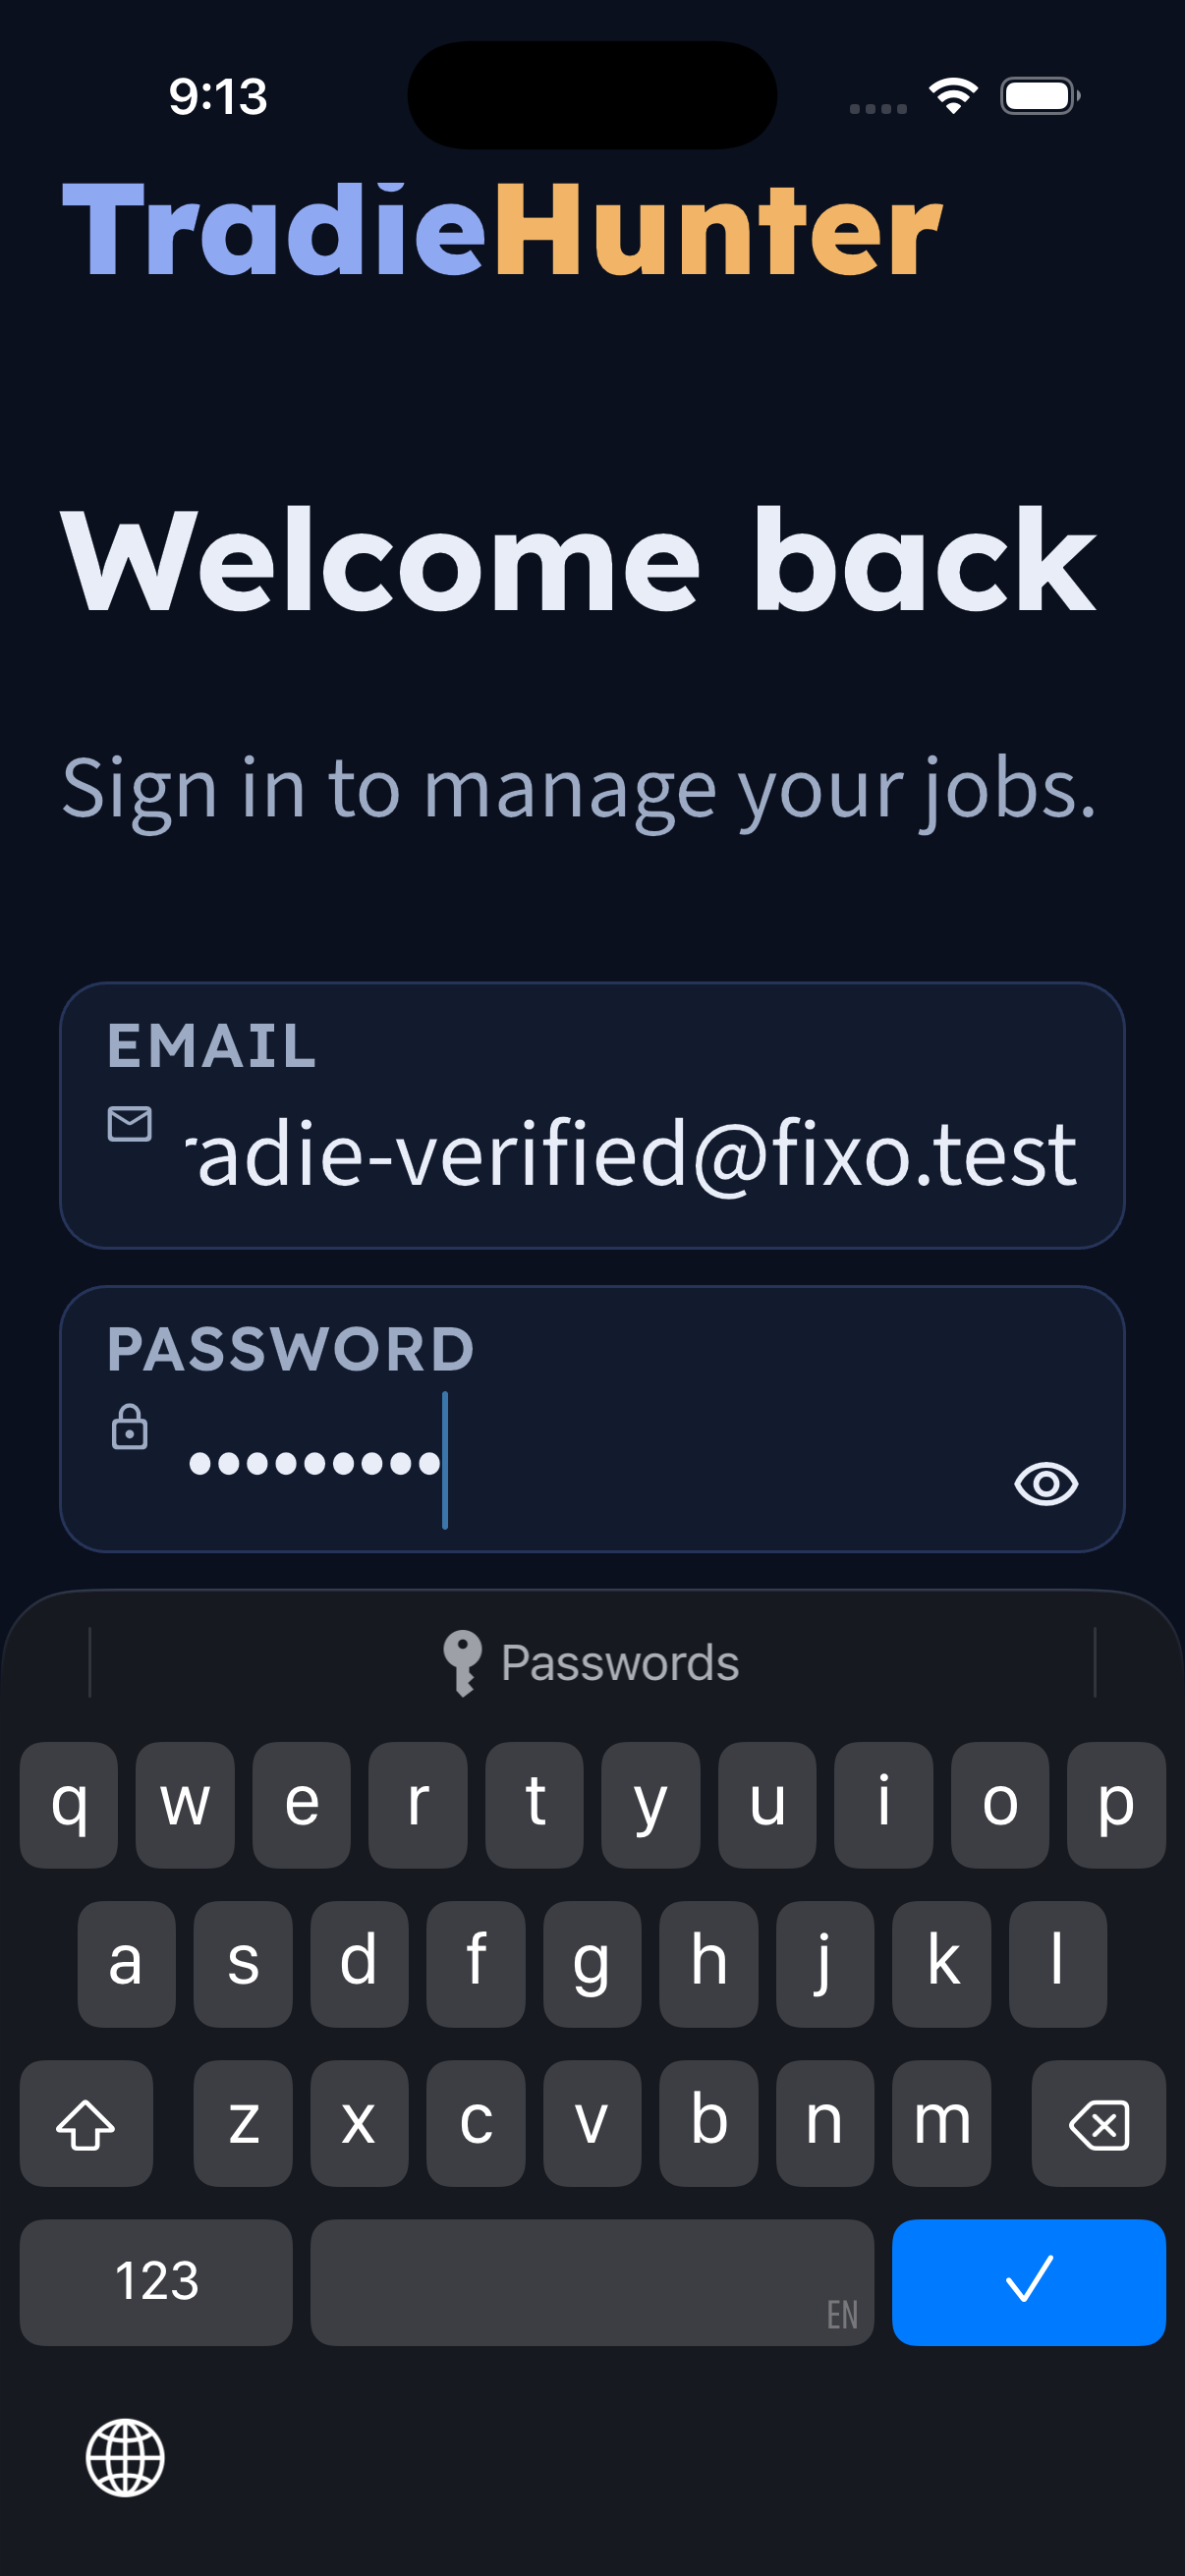 9:13
TradieHunter
Welcome back
Sign in to manage your jobs.
EMAIL
radie-verified@fixo.test
PASSWORD
•••••••••
Passwords
q w e r t y u i o p
a s d f g h j k l
z x c v b n m
123
EN